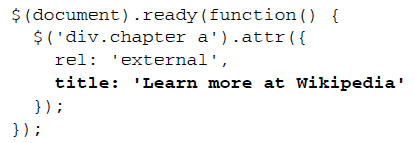 $(document).ready(function() {
$('div.chapter a').attr({
rel: 'external',
title: 'Learn more at Wikipedia'
});
});